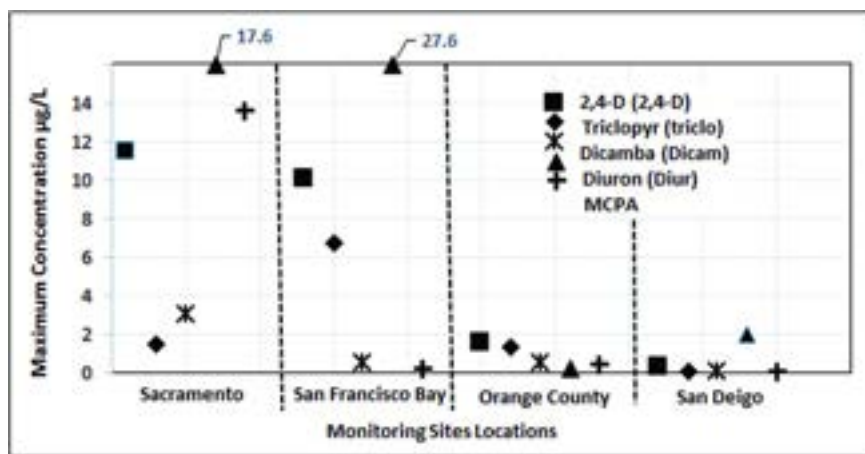 17.6
27.6
Maximum Concentration µg/L
14
12
10
8
6
4
2
0
2,4-D (2,4-D)
Triclopyr (triclo)
Dicamba (Dicam)
Diuron (Diur)
MCPA
Sacramento
San Francisco Bay
Orange County
San Deigo
Monitoring Sites Locations